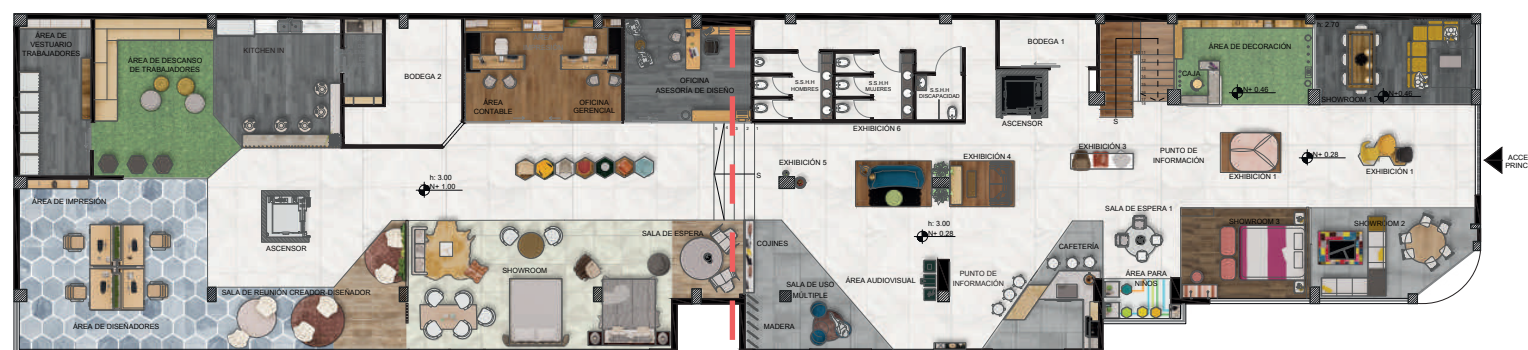 ÁREA DE
VESTUARIO
TRABAJADORES
ÁREA DE DESCANSO
DE TRABAJADORES
KITCHEN IN
BODEGA 2
ÁREA
CONTABLE
OFICINA
GERENCIAL
OFICINA
ASESORÍA DE DISEÑO
S.S.H.H
HOMBRES
S.S.H.H
MUJERES
S.S.H.H
DISCAPACIDAD
BODEGA 1
ASCENSOR
S
ÁREA DE DECORACIÓN
CAJA
N+ 0.46
h: 2.70
SHOWROOM 1
N+0.46
EXHIBICIÓN 6
EXHIBICIÓN 5
EXHIBICIÓN 4
EXHIBICIÓN 3
PUNTO DE
INFORMACIÓN
EXHIBICIÓN 1
N+ 0.28
EXHIBICIÓN 1
ACCE
PRINC
h: 3.00
N+ 1.00
2 1
S
ÁREA DE IMPRESIÓN
ASCENSOR
SALA DE ESPERA
SHOWROOM
COJINES
h: 3.00
N+ 0.28
SALA DE ESPERA 1
SHOWROOM 3
SHOWROOM 2
CAFETERÍA
ÁREA AUDIOVISUAL
PUNTO DE
INFORMACIÓN
ÁREA PARA
NIÑOS
SALA DE USO
MÚLTIPLE
MADERA
SALA DE REUNIÓN CREADOR-DISEÑADOR
ÁREA DE DISEÑADORES